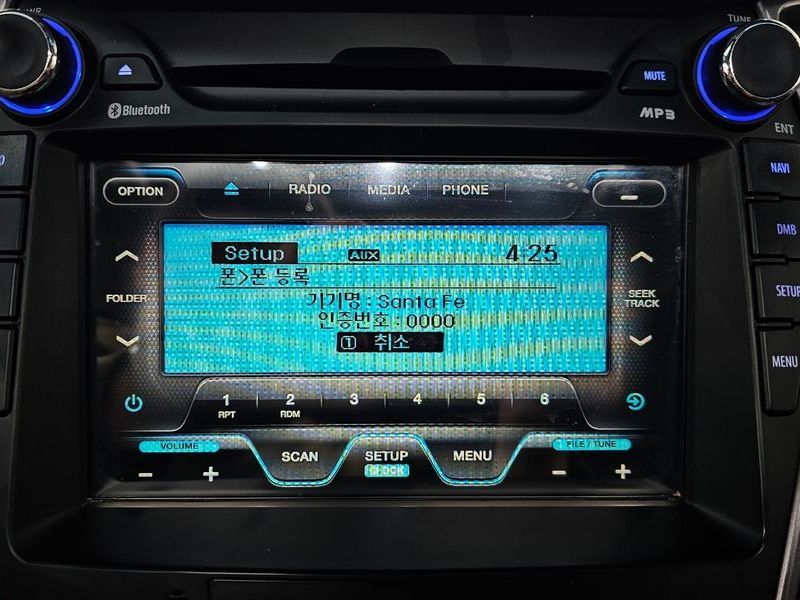 TUNE
MUTE
Bluetooth
MP3
ENT
OPTION
RADIO
MEDIA
PHONE
NAVI
Setup
AUX
4:25
폰>폰 등록
DMB
FOLDER
기기명 : Santa Fe
SEEK
TRACK
SETUP
인증번호 : 0000
1 취소
MENU
1 2 3 4 5 6
RPT RDM
VOLUME
FILE / TUNE
SCAN
SETUP
MENU
CLOCK
- +
- +